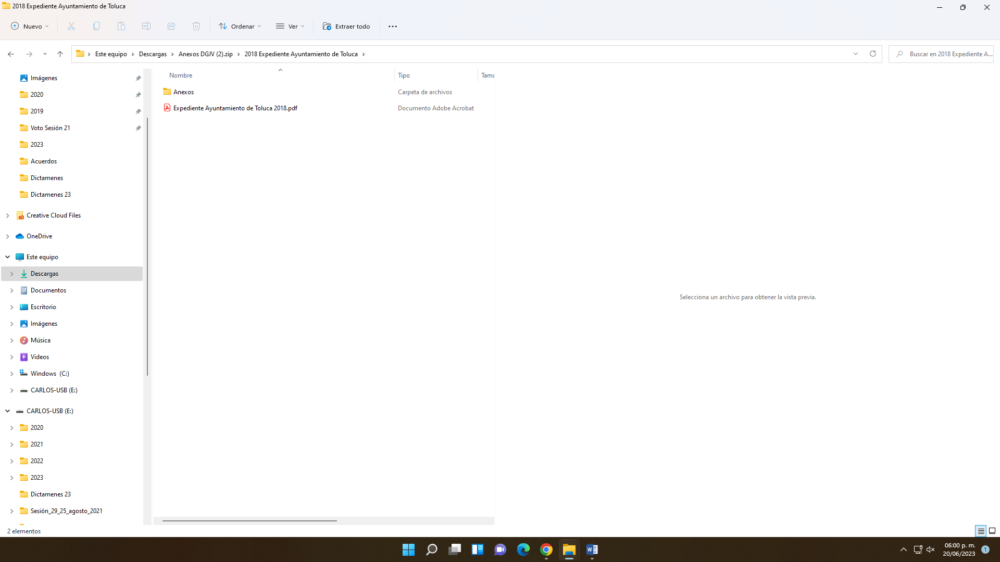 2018 Expediente Ayuntamiento de Toluca
Nuevo
Ordenar
Ver
Extraer todo
Este equipo
Descargas
Anexos DGJV (2).zip
2018 Expediente Ayuntamiento de Toluca
Buscar en 2018 Expediente A...
Imágenes
2020
2019
Voto Sesión 21
2023
Acuerdos
Dictamenes
Dictamenes 23
Creative Cloud Files
OneDrive
Este equipo
Descargas
Documentos
Escritorio
Imágenes
Música
Videos
Windows (C:)
CARLOS-USB (E:)
CARLOS-USB (E:)
2020
2021
2022
2023
Dictamenes 23
Sesión_29_25_agosto_2021
Nombre Tipo Tama
Anexos Carpeta de archivos
Expediente Ayuntamiento de Toluca 2018.pdf Documento Adobe Acrobat
Selecciona un archivo para obtener la vista previa.
2 elementos
06:00 p. m.
20/06/2023
1